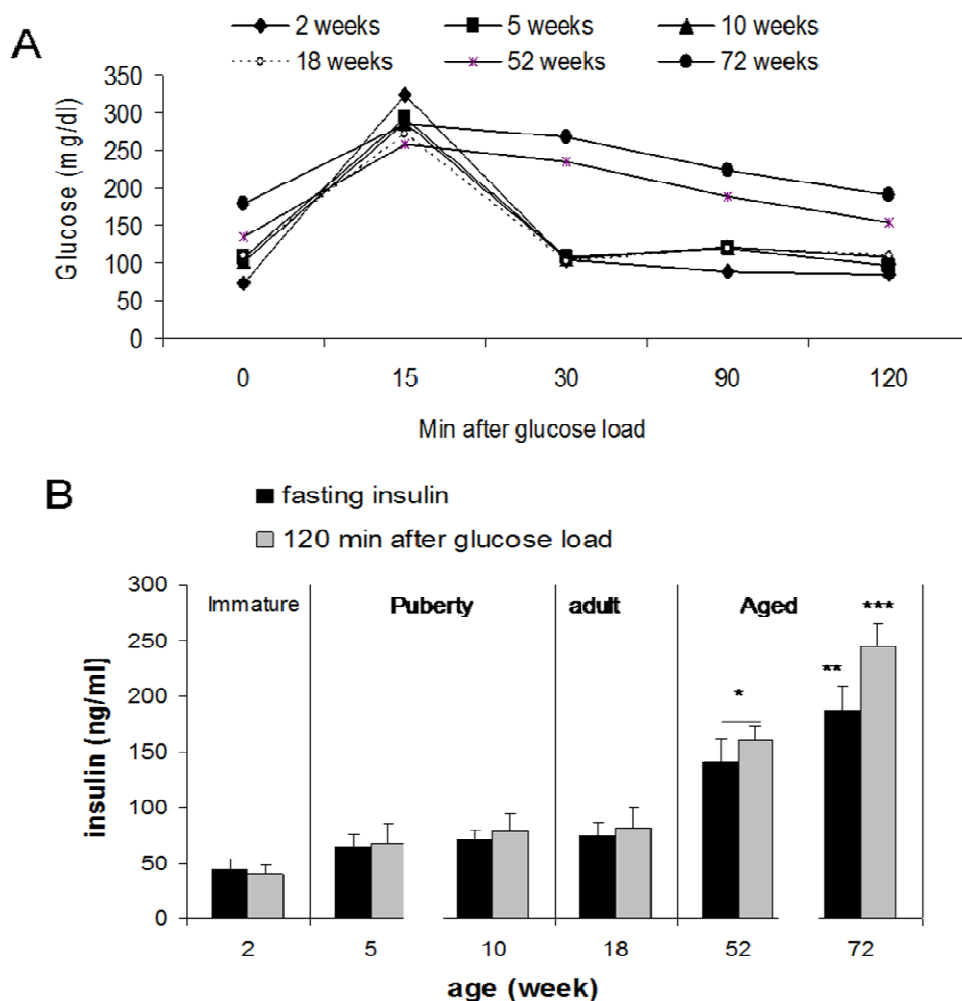 A
2 weeks 5 weeks 10 weeks
18 weeks 52 weeks 72 weeks
Glucose (mg/dl)
350
300
250
200
150
100
50
0
0 15 30 90 120
Min after glucose load
B
fasting insulin
120 min after glucose load
insulin (ng/ml)
300
250
200
150
100
50
0
Immature Puberty adult Aged
* ** ***
2 5 10 18 52 72
age (week)